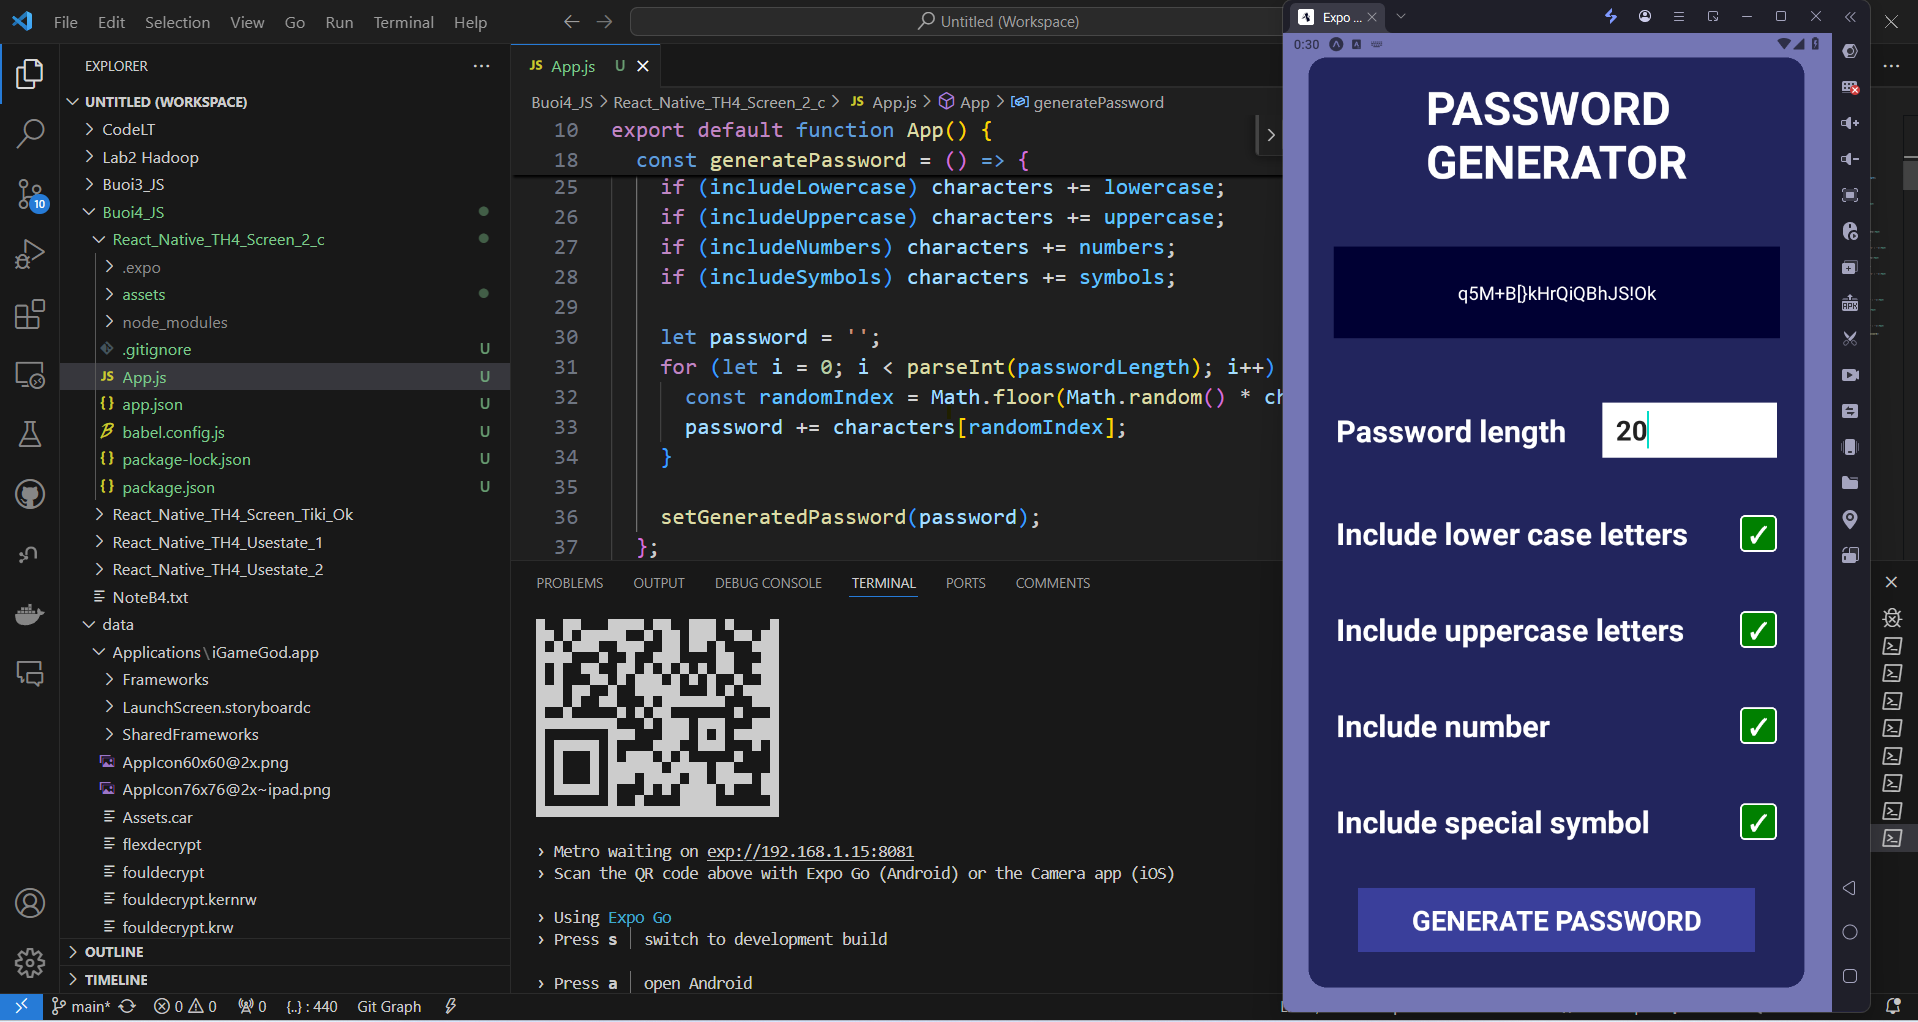 File Edit Selection View Go Run Terminal Help
Untitled (Workspace)
EXPLORER
UNTITLED (WORKSPACE)
CodeLT
Lab2 Hadoop
Buoi3_JS
Buoi4_JS
React_Native_TH4_Screen_2_c
.expo
assets
node_modules
.gitignore U
JS App.js U
{} app.json U
babel.config.js U
{} package-lock.json U
{} package.json U
React_Native_TH4_Screen_Tiki_Ok
React_Native_TH4_Usestate_1
React_Native_TH4_Usestate_2
NoteB4.txt
data
Applications\iGameGod.app
Frameworks
LaunchScreen.storyboardc
SharedFrameworks
AppIcon60x60@2x.png
AppIcon76x76@2x~ipad.png
Assets.car
flexdecrypt
fouldecrypt
fouldecrypt.kernrw
fouldecrypt.krw
OUTLINE
TIMELINE
10
JS App.js U
Buoi4_JS > React_Native_TH4_Screen_2_c > JS App.js > App > generatePassword
10 export default function App() {
18 const generatePassword = () => {
25 if (includeLowercase) characters += lowercase;
26 if (includeUppercase) characters += uppercase;
27 if (includeNumbers) characters += numbers;
28 if (includeSymbols) characters += symbols;
29
30 let password = '';
31 for (let i = 0; i < parseInt(passwordLength); i++)
32 const randomIndex = Math.floor(Math.random() * ch
33 password += characters[randomIndex];
34 }
35
36 setGeneratedPassword(password);
37 };
PROBLEMS OUTPUT DEBUG CONSOLE TERMINAL PORTS COMMENTS
› Metro waiting on exp://192.168.1.15:8081
› Scan the QR code above with Expo Go (Android) or the Camera app (iOS)
› Using Expo Go
› Press s │ switch to development build
› Press a │ open Android
main* 0 0 0 {..} : 440 Git Graph
Expo ...
0:30
PASSWORD
GENERATOR
q5M+B[}kHrQiQBhJS!Ok
Password length 20
Include lower case letters ✓
Include uppercase letters ✓
Include number ✓
Include special symbol ✓
GENERATE PASSWORD